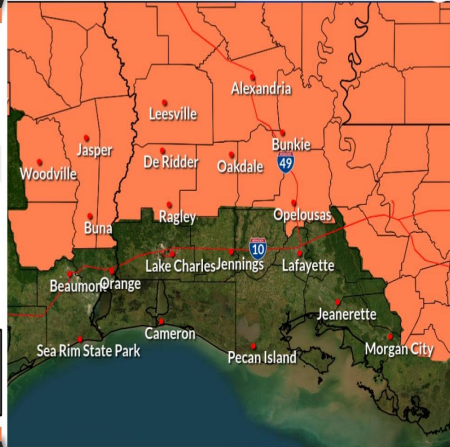 Alexandria
Leesville
Bunkie
Jasper
De Ridder
Oakdale
49
Woodville
Ragley
Opelousas
Buna
10
Lake Charles
Jennings
Lafayette
Beaumont
Orange
Jeanerette
Cameron
Sea Rim State Park
Pecan Island
Morgan City